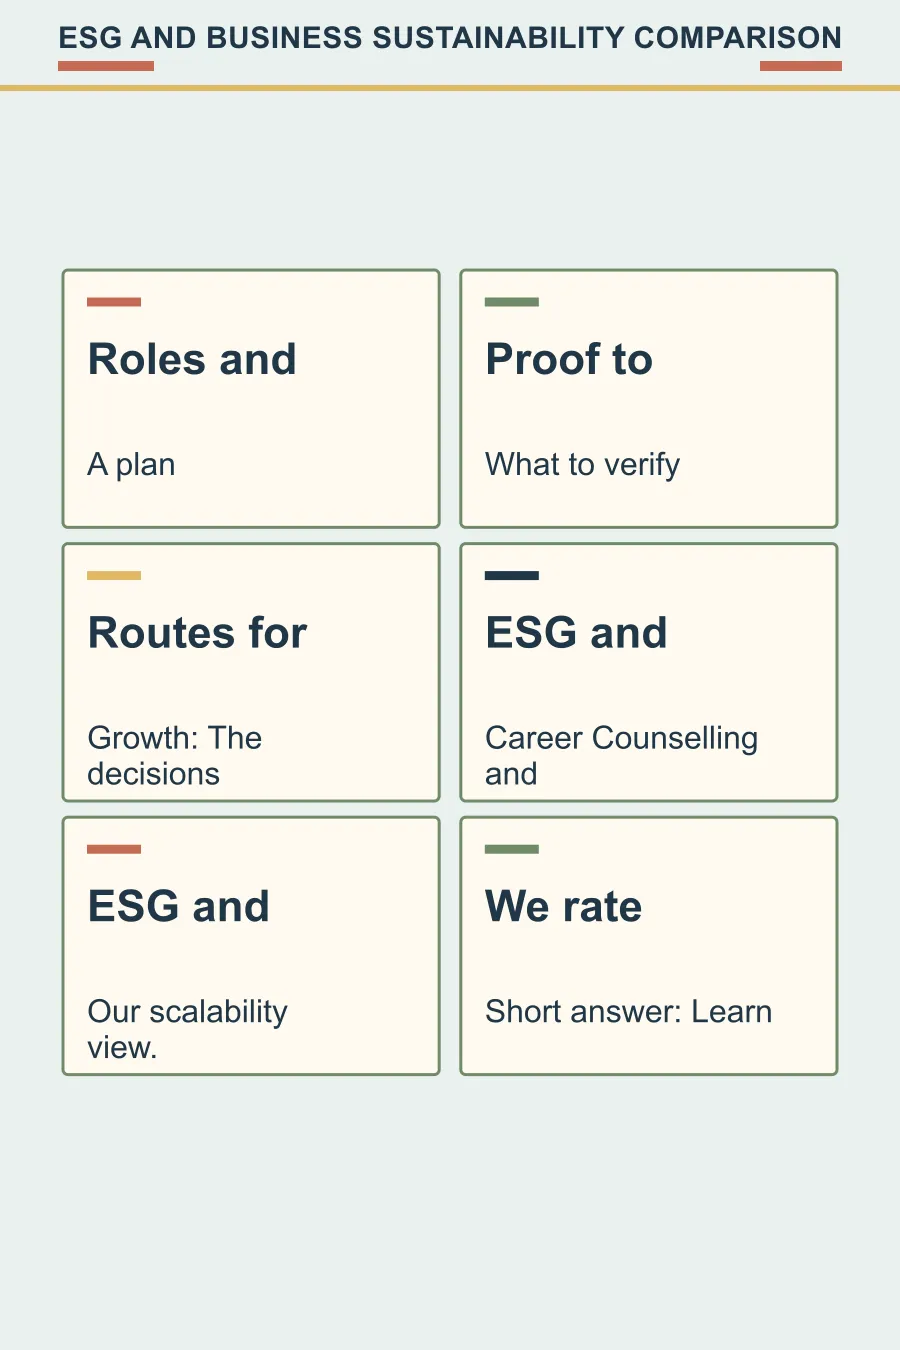 ESG AND BUSINESS SUSTAINABILITY COMPARISON
Roles and
A plan
Proof to
What to verify
Routes for
Growth: The
decisions
ESG and
Career Counselling
and
ESG and
Our scalability
view.
We rate
Short answer: Learn